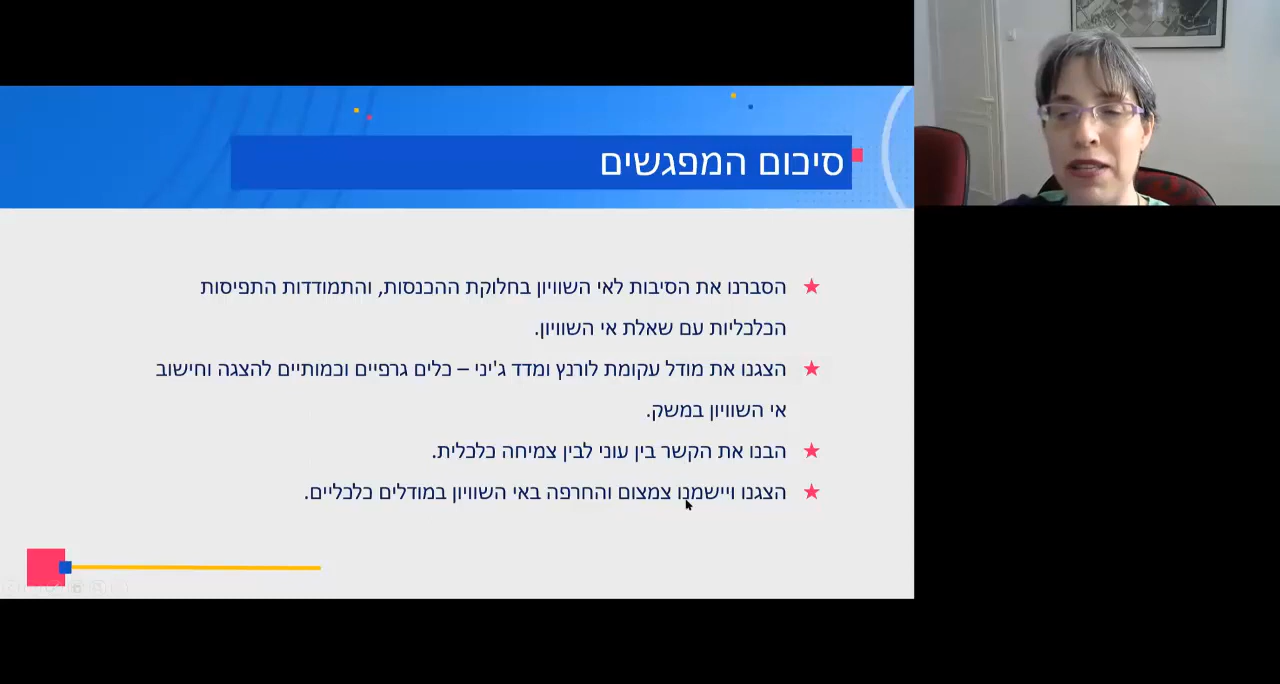 סיכום המפגשים
הסברנו את הסיבות לאי השוויון בחלוקת ההכנסות, והתמודדות התפיסות
הכלכליות עם שאלת אי השוויון.
הצגנו את מודל עקומת לורנץ ומדד ג'יני – כלים גרפיים וכמותיים להצגה וחישוב
אי השוויון במשק.
הבנו את הקשר בין עוני לבין צמיחה כלכלית.
הצגנו ויישמנו צמצום והחרפה באי השוויון במודלים כלכליים.